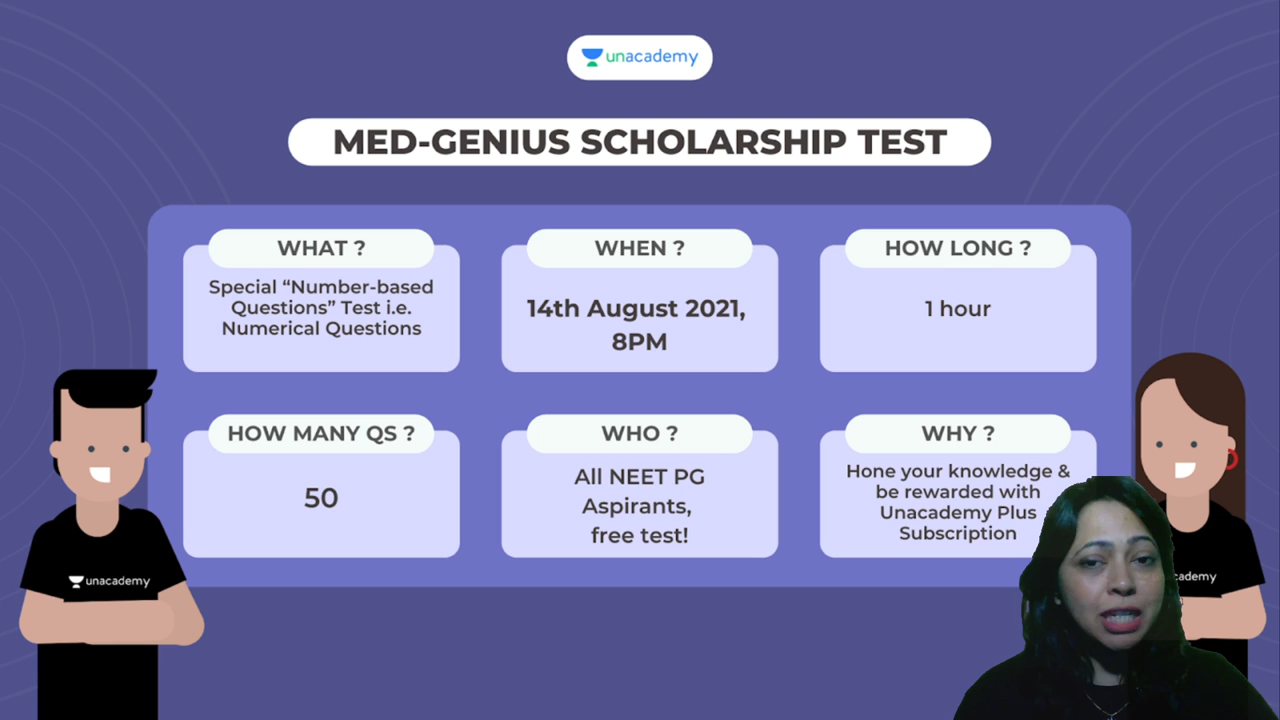 unacademy
MED-GENIUS SCHOLARSHIP TEST
WHAT ?
Special “Number-based
Questions” Test i.e.
Numerical Questions
WHEN ?
14th August 2021,
8PM
HOW LONG ?
1 hour
HOW MANY QS ?
50
WHO ?
All NEET PG
Aspirants,
free test!
WHY ?
Hone your knowledge &
be rewarded with
Unacademy Plus
Subscription
unacademy
cademy